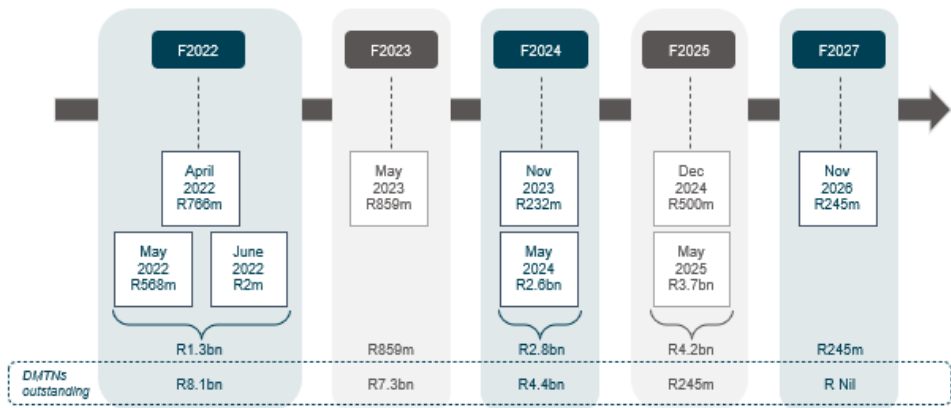 F2022
F2023
F2024
F2025
F2027
April
2022
R766m
May
2023
R859m
Nov
2023
R232m
Dec
2024
R500m
Nov
2026
R245m
May
2022
R568m
June
2022
R2m
May
2024
R2.6bn
May
2025
R3.7bn
R1.3bn
R859m
R2.8bn
R4.2bn
R245m
DMTNs
outstanding
R8.1bn
R7.3bn
R4.4bn
R245m
R Nil